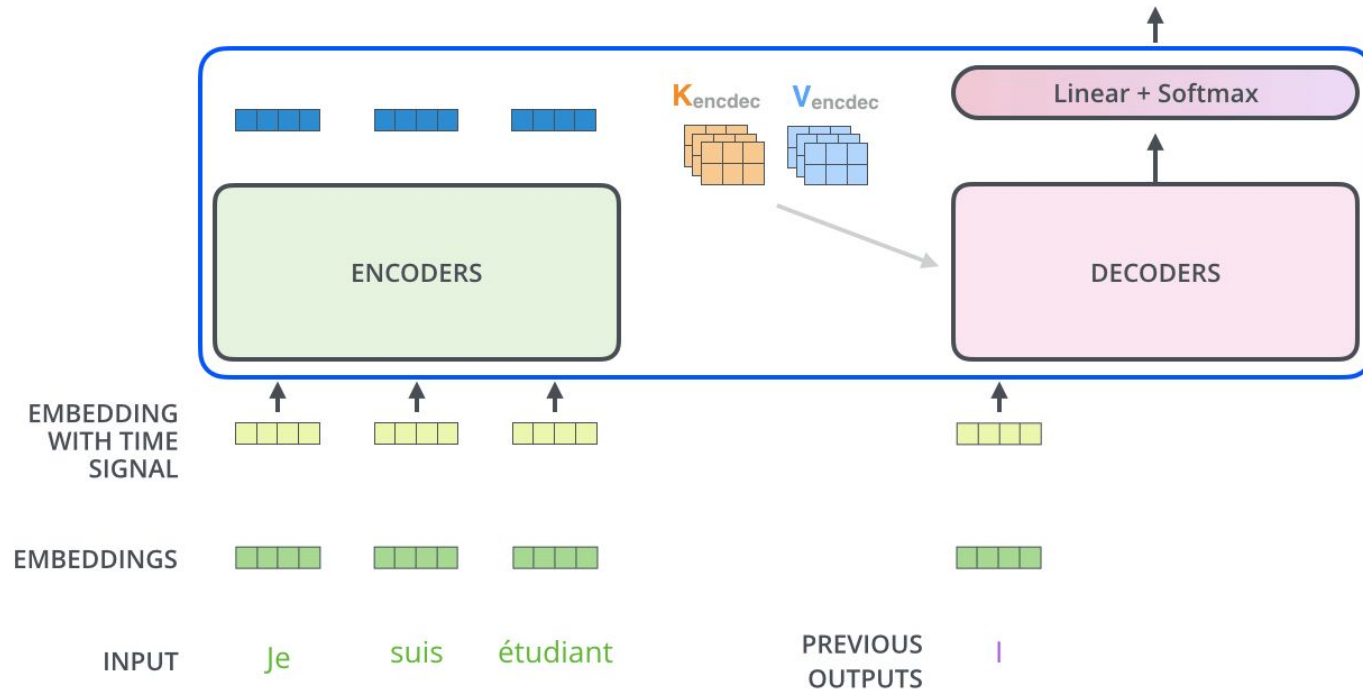 Kencdec
Vencdec
Linear + Softmax
ENCODERS
DECODERS
EMBEDDING
WITH TIME
SIGNAL
EMBEDDINGS
INPUT
Je
suis
étudiant
PREVIOUS
OUTPUTS
I